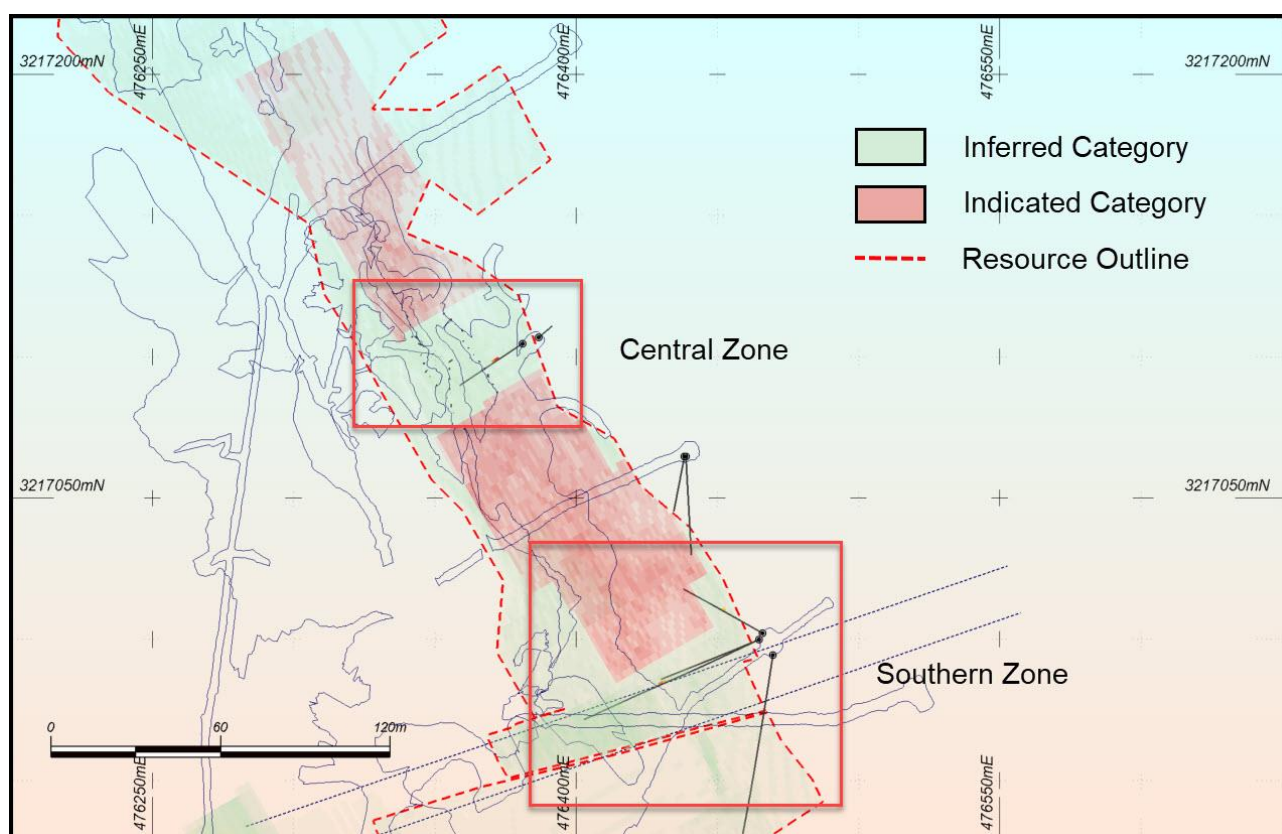 476250mE
476400mE
476550mE
3217200mN
3217200mN
Inferred Category
Indicated Category
Resource Outline
Central Zone
3217050mN
3217050mN
Southern Zone
0
60
120m
476250mE
476400mE
476550mE